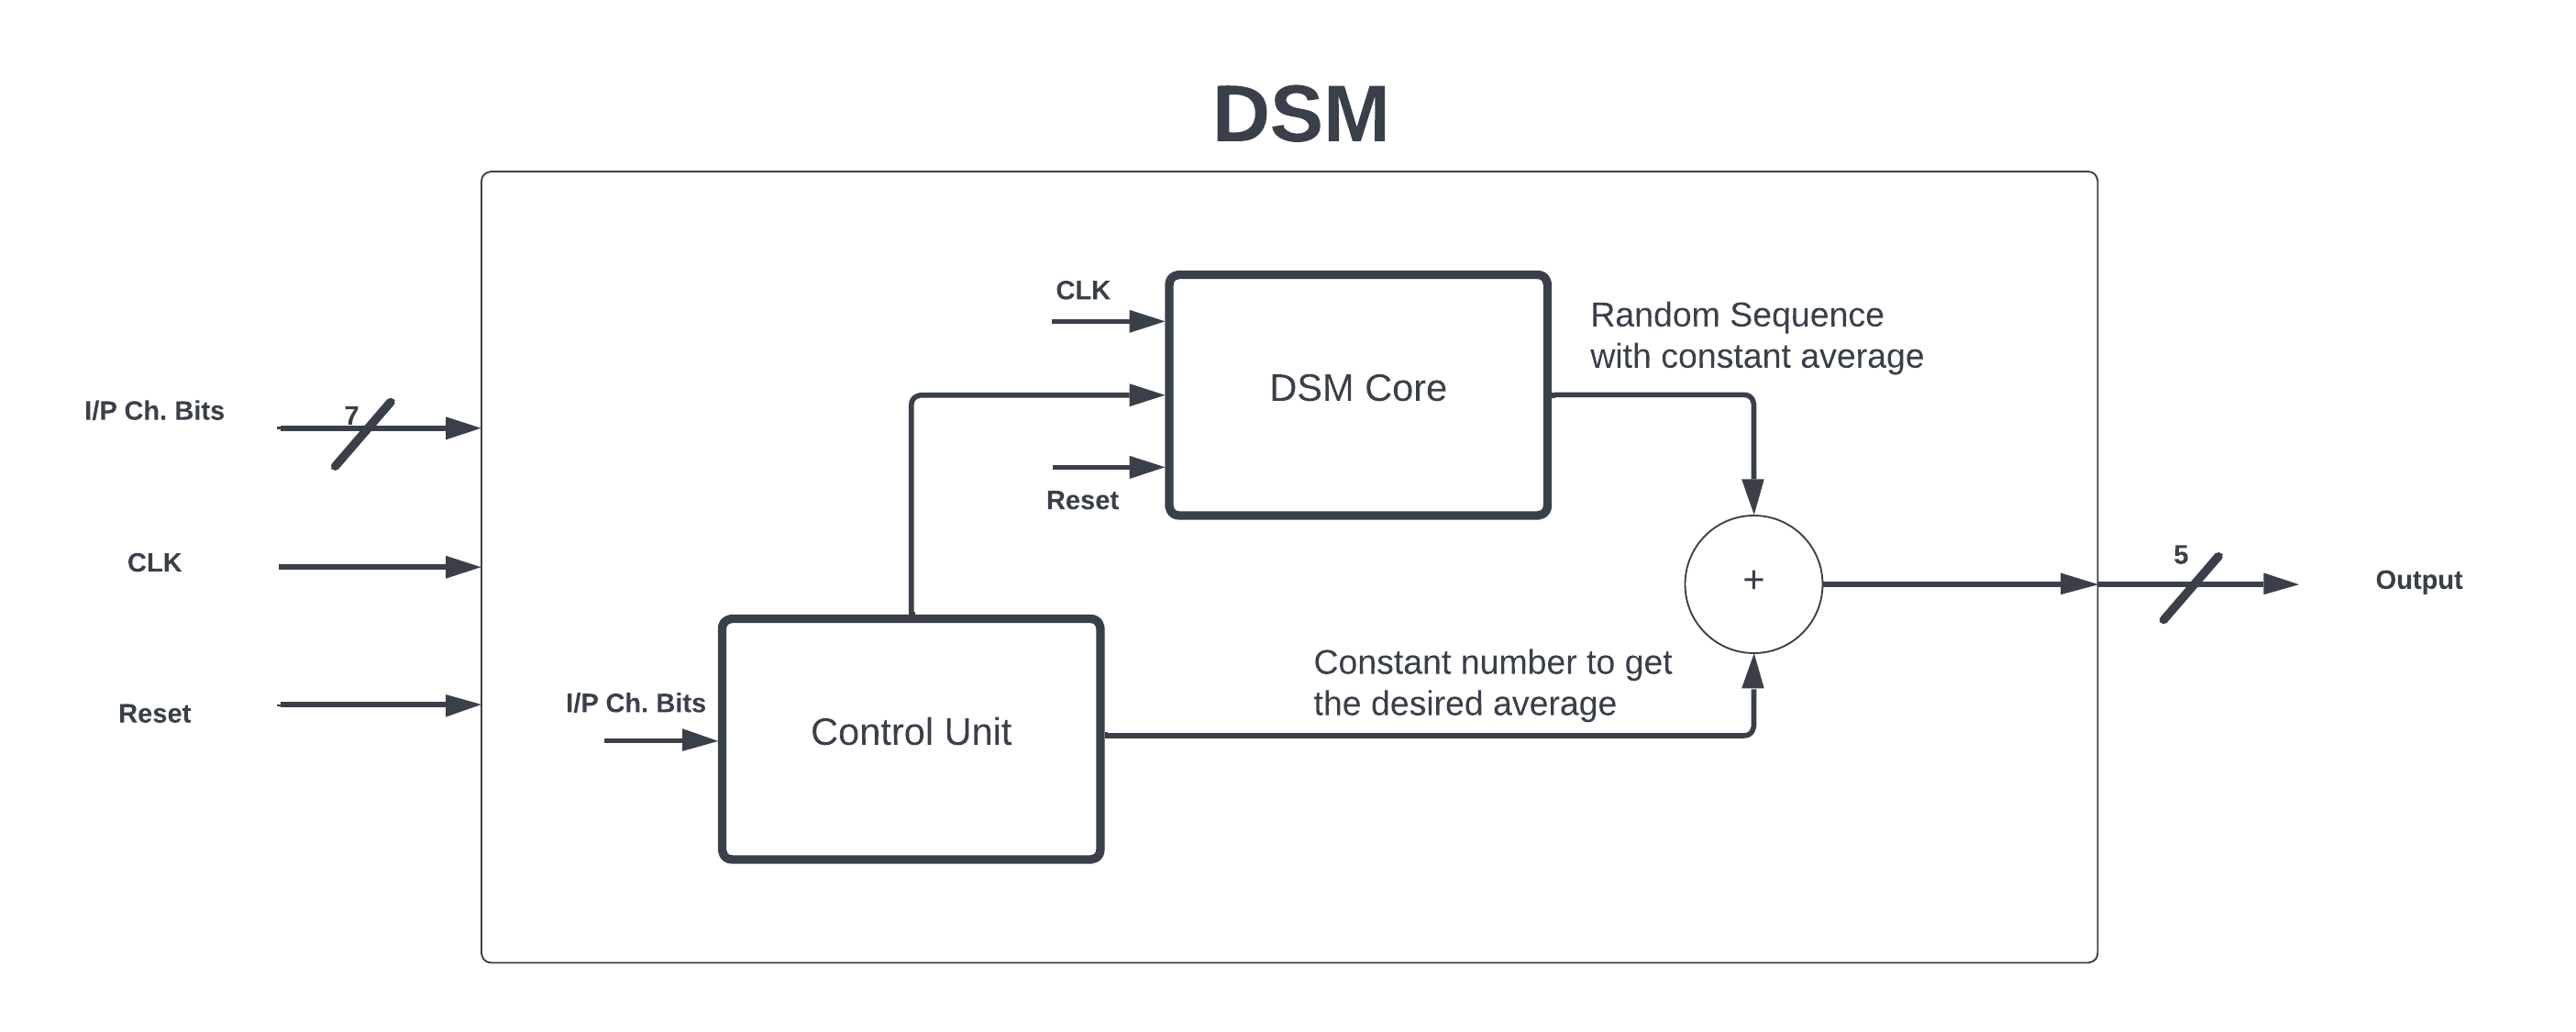 DSM
CLK
Random Sequence
with constant average
DSM Core
I/P Ch. Bits
7
Reset
CLK
5
Output
+
Constant number to get
the desired average
Reset
I/P Ch. Bits
Control Unit